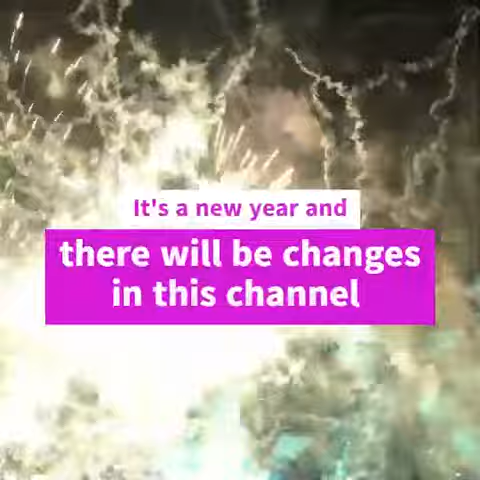 It's a new year and
there will be changes
in this channel